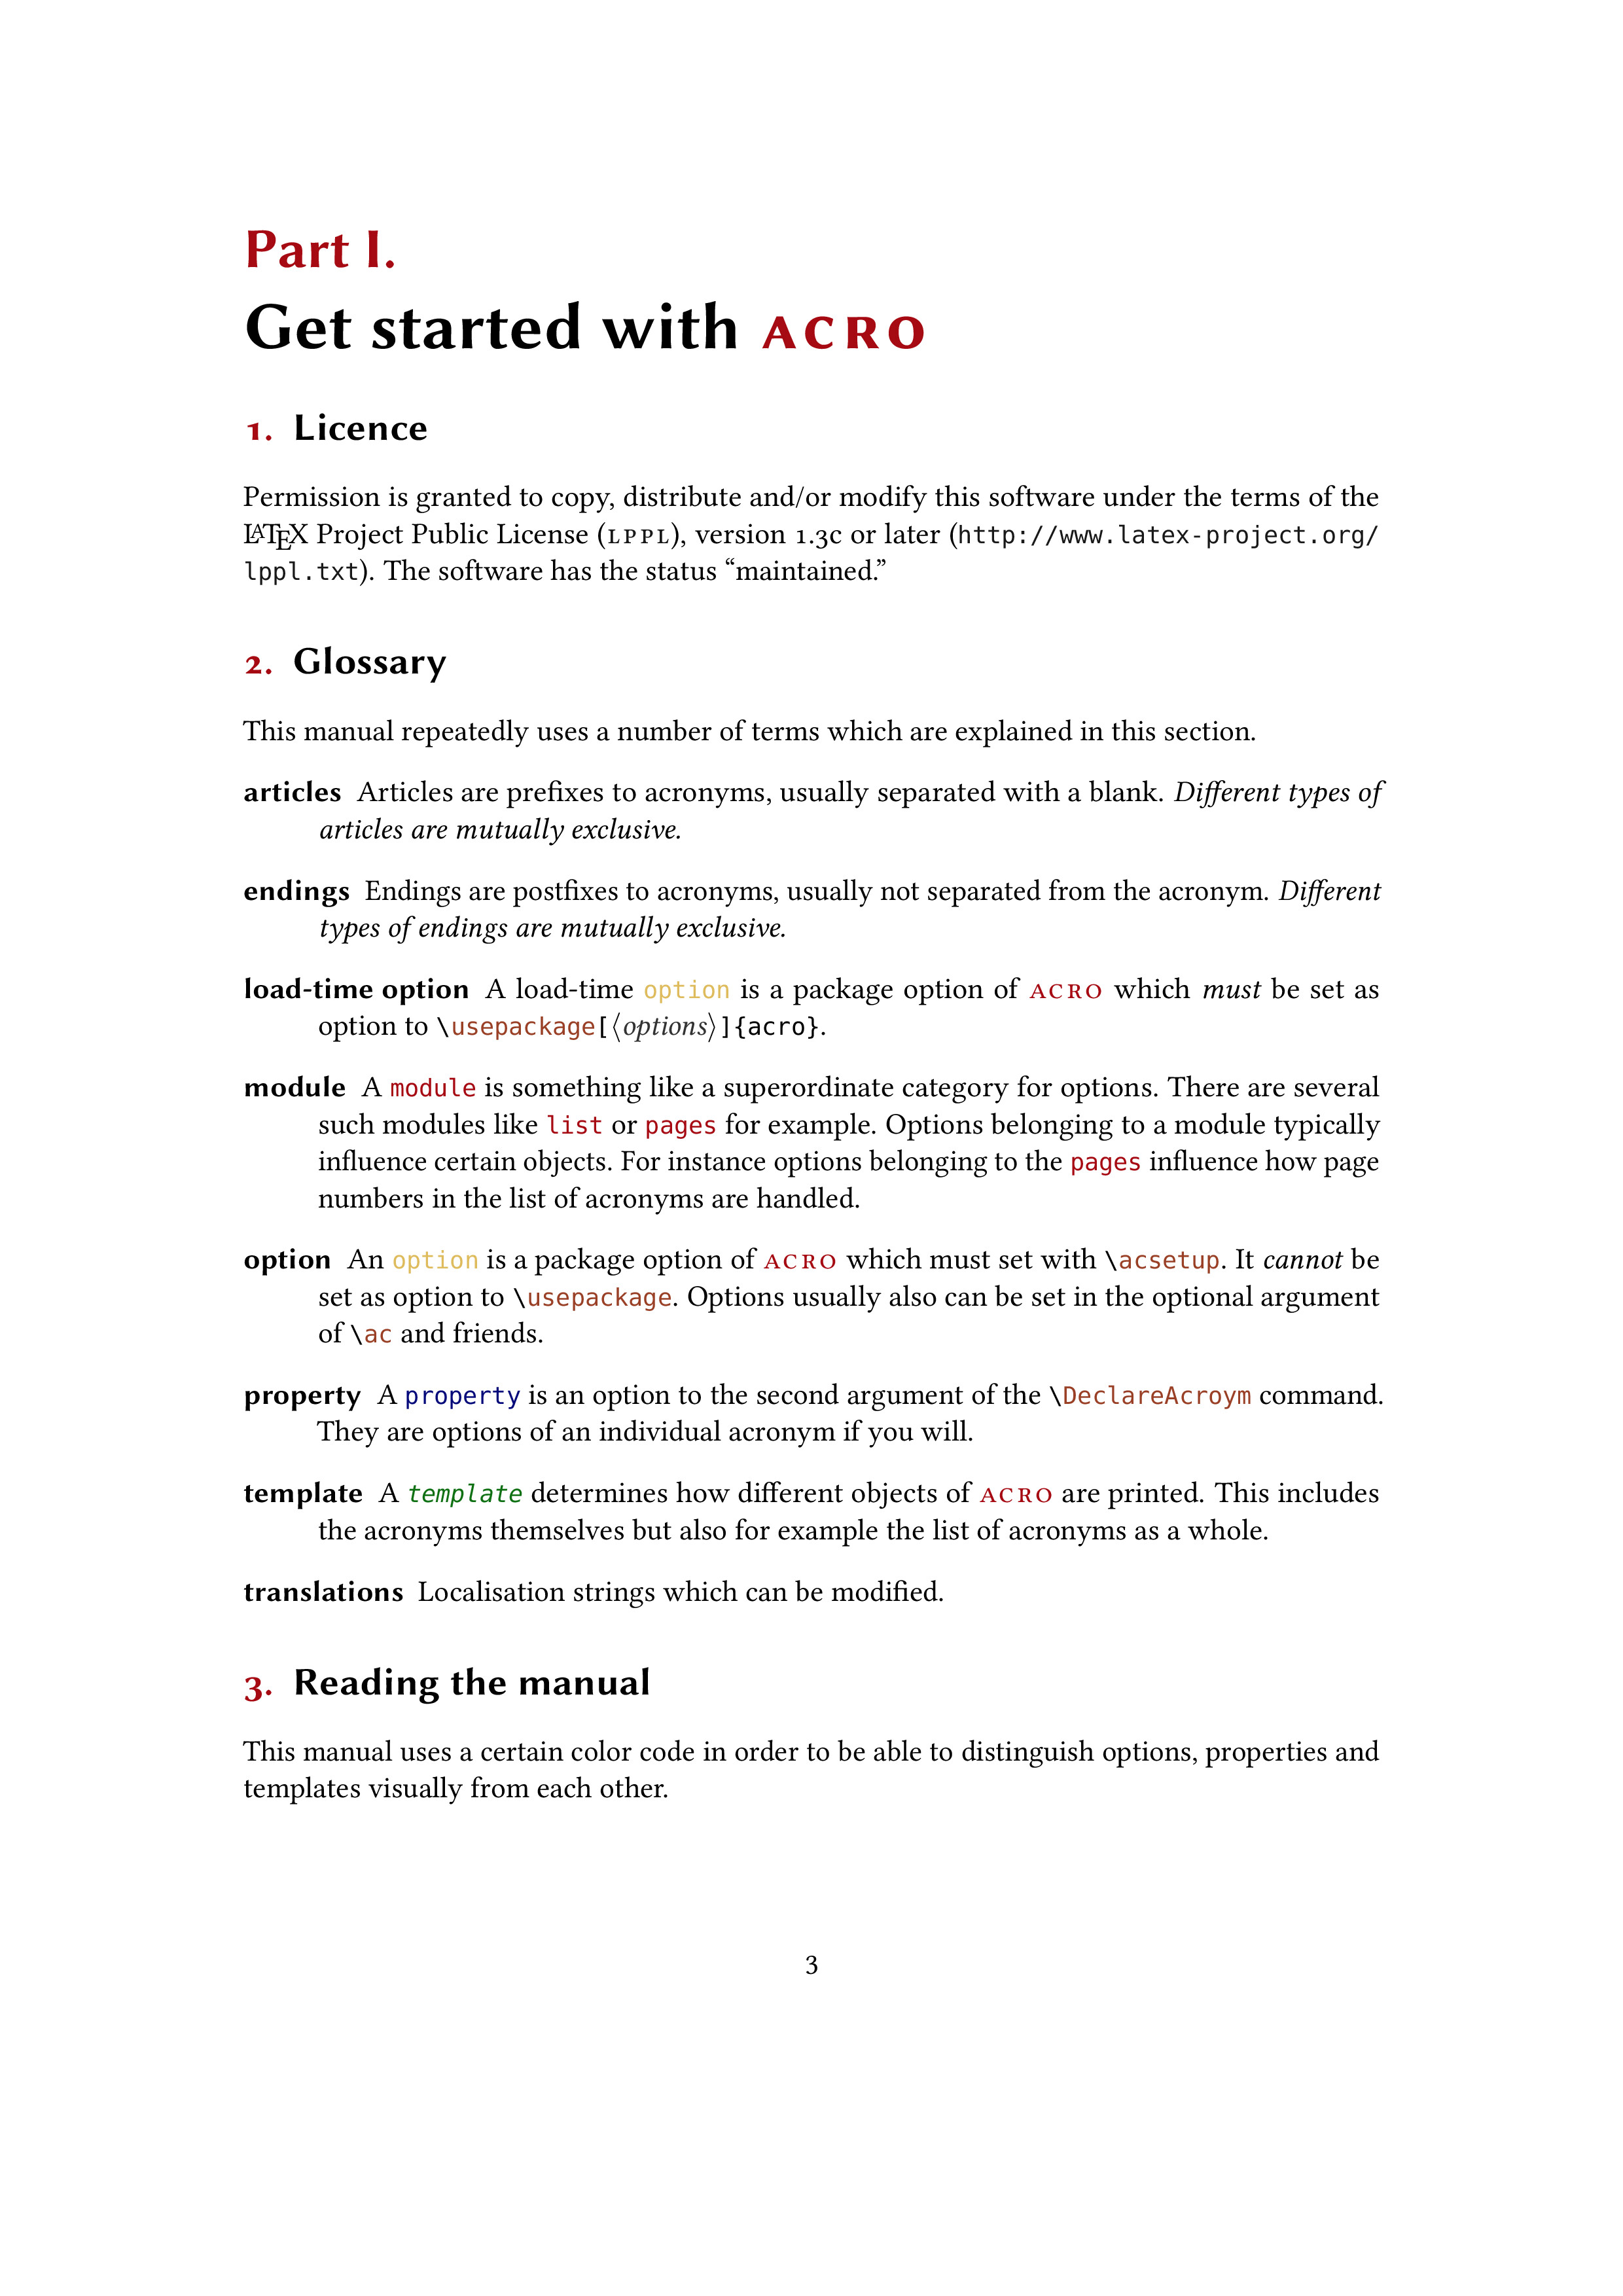 Part I.
Get started with ACRO
1. Licence
Permission is granted to copy, distribute and/or modify this software under the terms of the
LATEX Project Public License (LPPL), version 1.3c or later (http://www.latex-project.org/
lppl.txt). The software has the status “maintained.”
2. Glossary
This manual repeatedly uses a number of terms which are explained in this section.
articles Articles are prefixes to acronyms, usually separated with a blank. Different types of
articles are mutually exclusive.
endings Endings are postfixes to acronyms, usually not separated from the acronym. Different
types of endings are mutually exclusive.
load-time option A load-time option is a package option of ACRO which must be set as
option to \usepackage[⟨options⟩]{acro}.
module A module is something like a superordinate category for options. There are several
such modules like list or pages for example. Options belonging to a module typically
influence certain objects. For instance options belonging to the pages influence how page
numbers in the list of acronyms are handled.
option An option is a package option of ACRO which must set with \acsetup. It cannot be
set as option to \usepackage. Options usually also can be set in the optional argument
of \ac and friends.
property A property is an option to the second argument of the \DeclareAcroym command.
They are options of an individual acronym if you will.
template A template determines how different objects of ACRO are printed. This includes
the acronyms themselves but also for example the list of acronyms as a whole.
translations Localisation strings which can be modified.
3. Reading the manual
This manual uses a certain color code in order to be able to distinguish options, properties and
templates visually from each other.
3